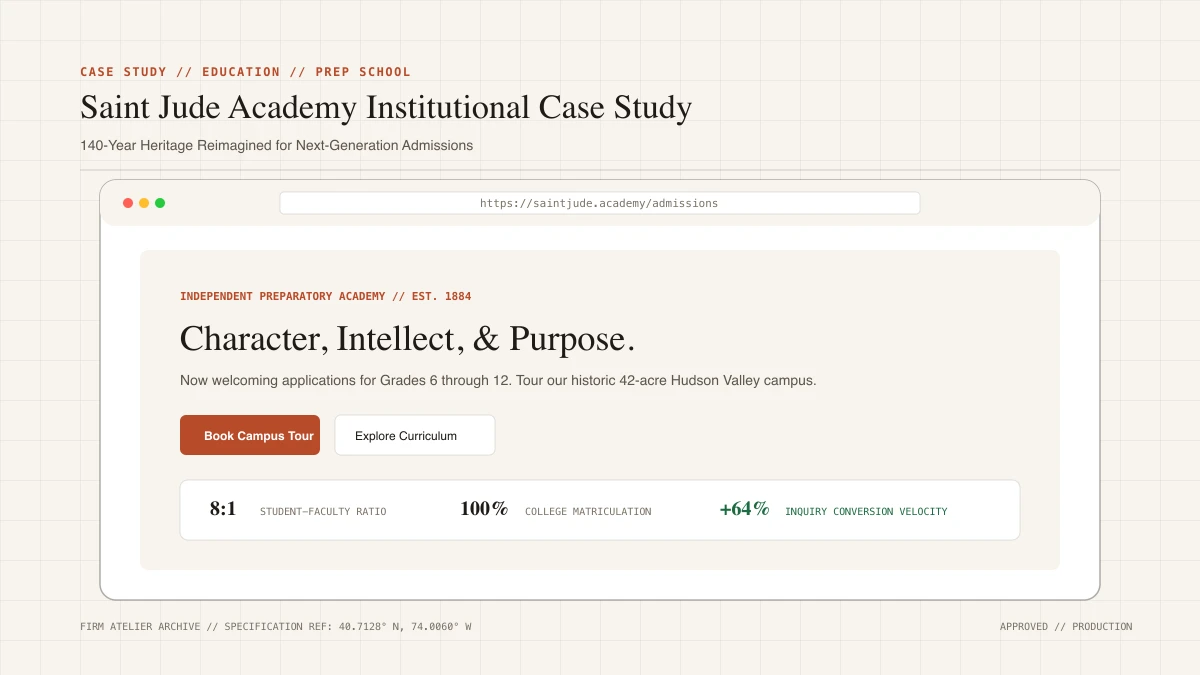 CASE STUDY // EDUCATION // PREP SCHOOL
Saint Jude Academy Institutional Case Study
140-Year Heritage Reimagined for Next-Generation Admissions
https://saintjude.academy/admissions
INDEPENDENT PREPARATORY ACADEMY // EST. 1884
Character, Intellect, & Purpose.
Now welcoming applications for Grades 6 through 12. Tour our historic 42-acre Hudson Valley campus.
Book Campus Tour Explore Curriculum
8:1 STUDENT-FACULTY RATIO 100% COLLEGE MATRICULATION +64% INQUIRY CONVERSION VELOCITY
FIRM ATELIER ARCHIVE // SPECIFICATION REF: 40.7128° N, 74.0060° W APPROVED // PRODUCTION